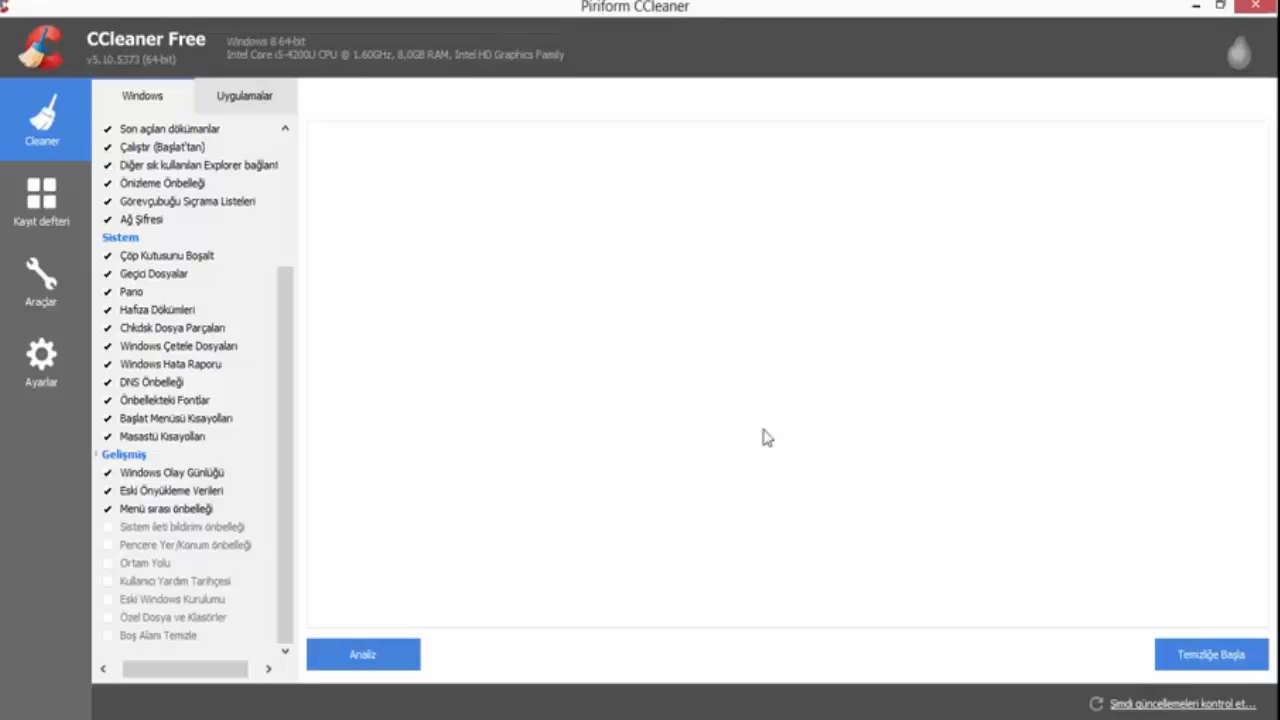 Piriform CCleaner
CCleaner Free
v5.10.5373 (64-bit)
Windows 8 64-bit
Intel Core i5-4200U CPU @ 1.60GHz, 8,0GB RAM, Intel HD Graphics Family
Cleaner
Kayıt defteri
Araçlar
Ayarlar
Windows
Uygulamalar
Son açılan dökümanlar
Çalıştır (Başlat'tan)
Diğer sık kullanılan Explorer bağlant
Önizleme Önbelleği
Görevçubuğu Sıçrama Listeleri
Ağ Şifresi
Sistem
Çöp Kutusunu Boşalt
Geçici Dosyalar
Pano
Hafıza Dökümleri
Chkdsk Dosya Parçaları
Windows Çetele Dosyaları
Windows Hata Raporu
DNS Önbelleği
Önbellekteki Fontlar
Başlat Menüsü Kısayolları
Masastü Kısayolları
Gelişmiş
Windows Olay Günlüğü
Eski Önyükleme Verileri
Menü sırası önbelleği
Sistem ileti bildirimi önbelleği
Pencere Yer/Konum önbelleği
Ortam Yolu
Kullanıcı Yardım Tarihçesi
Eski Windows Kurulumu
Özel Dosya ve Klasörler
Boş Alanı Temizle
Analiz
Temizliğe Başla
Şimdi güncellemeleri kontrol et...